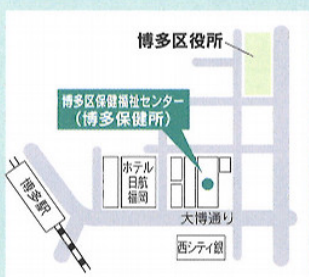 博多区役所
博多区保健福祉センター
(博多保健所)
ホテル
日航
福岡
博多駅
大博通り
西シティ銀